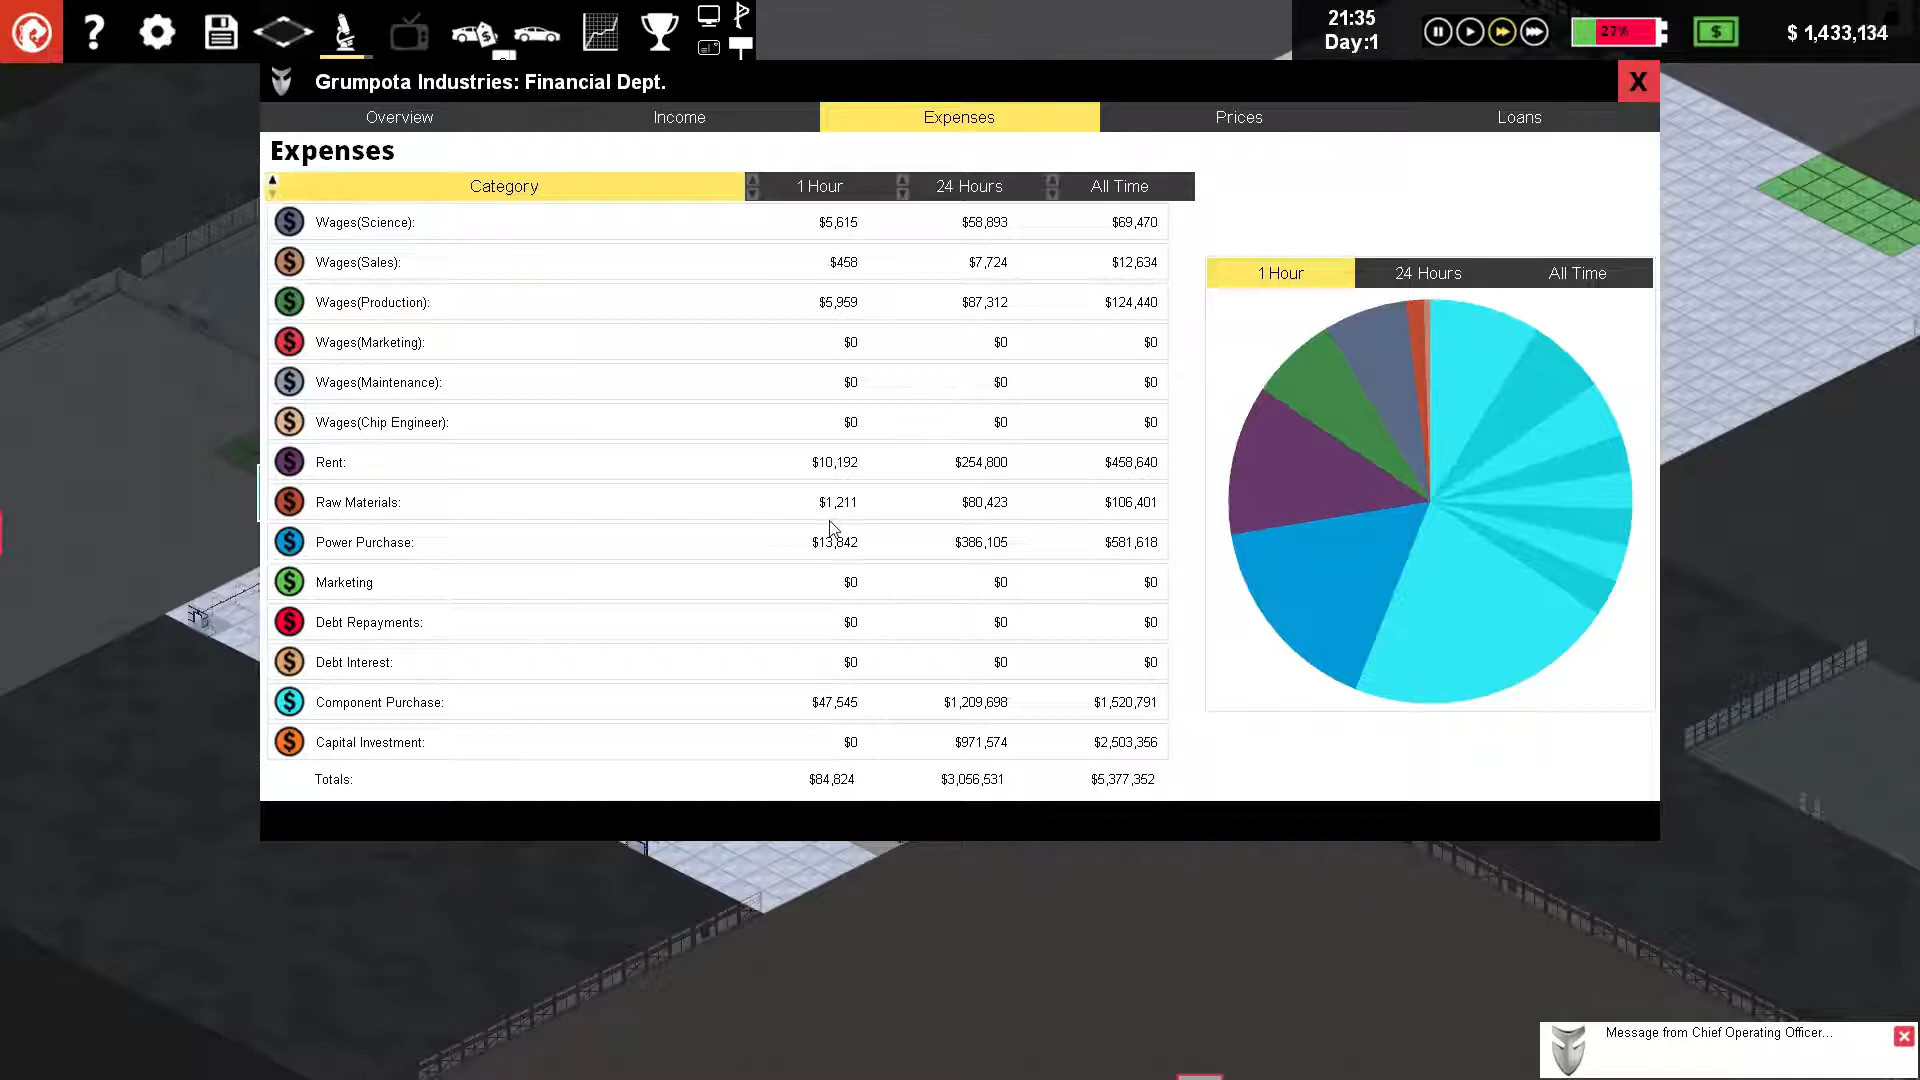 21:35
Day:1
27%
$ 1,433,134
Grumpota Industries: Financial Dept.
X
Overview Income Expenses Prices Loans
Expenses
Category 1 Hour 24 Hours All Time
Wages(Science): $5,615 $58,893 $69,470
Wages(Sales): $458 $7,724 $12,634
Wages(Production): $5,959 $87,312 $124,440
Wages(Marketing): $0 $0 $0
Wages(Maintenance): $0 $0 $0
Wages(Chip Engineer): $0 $0 $0
Rent: $10,192 $254,800 $458,640
Raw Materials: $1,211 $80,423 $106,401
Power Purchase: $13,842 $386,105 $581,618
Marketing $0 $0 $0
Debt Repayments: $0 $0 $0
Debt Interest: $0 $0 $0
Component Purchase: $47,545 $1,209,698 $1,520,791
Capital Investment: $0 $971,574 $2,503,356
Totals: $84,824 $3,056,531 $5,377,352
1 Hour 24 Hours All Time
Message from Chief Operating Officer...